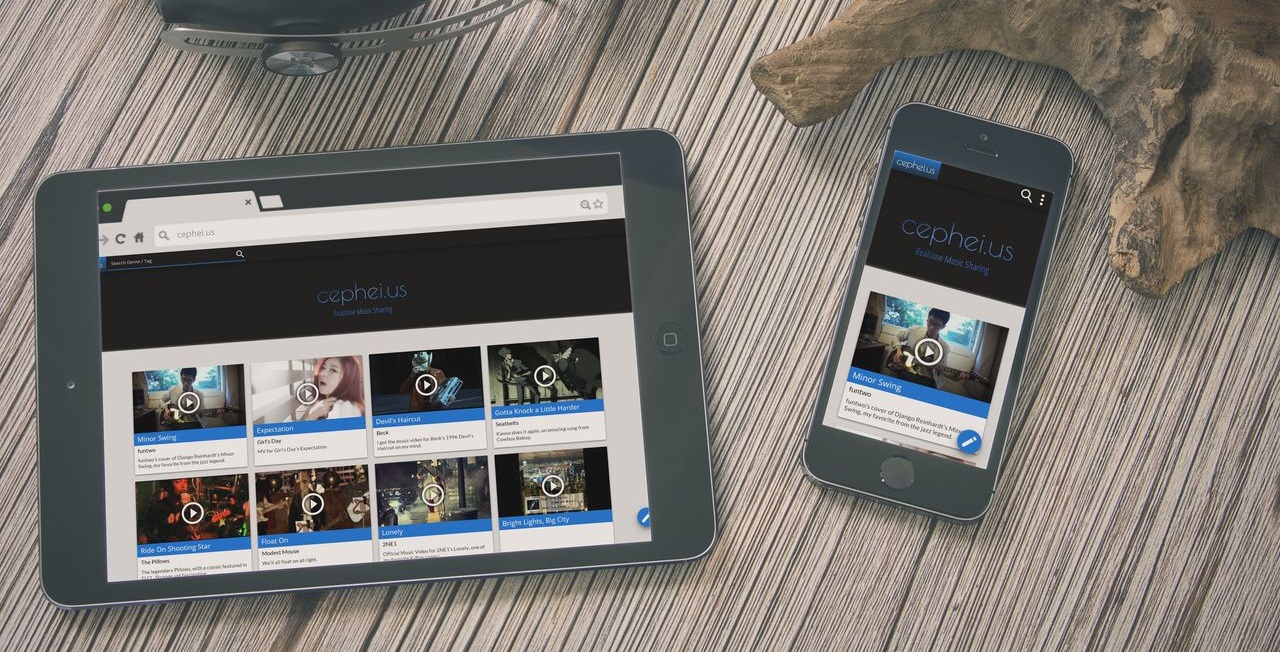 cephei.us
Search Genre / Tag
cephei.us
Realtime Music Sharing
Minor Swing
funtwo
funtwo's cover of Django Reinhardt's Minor
Swing, my favorite from the jazz legend.
Expectation
Girl's Day
MV for Girl's Day's Expectation
Devil's Haircut
Beck
I got the music video for Beck's 1996 Devil's
Haircut on my mind.
Gotta Knock a Little Harder
Seatbelts
Kanno does it again, an amazing song from
Cowboy Bebop.
Ride On Shooting Star
The Pillows
The legendary Pillows, with a classic featured in
Float On
Modest Mouse
We'll all float on all right.
Lonely
2NE1
Official Music Video for 2NE1's Lonely, one of
Bright Lights, Big City
cephei.us
cephei.us
Realtime Music Sharing
Minor Swing
funtwo
funtwo's cover of Django Reinhardt's Minor
Swing, my favorite from the jazz legend.